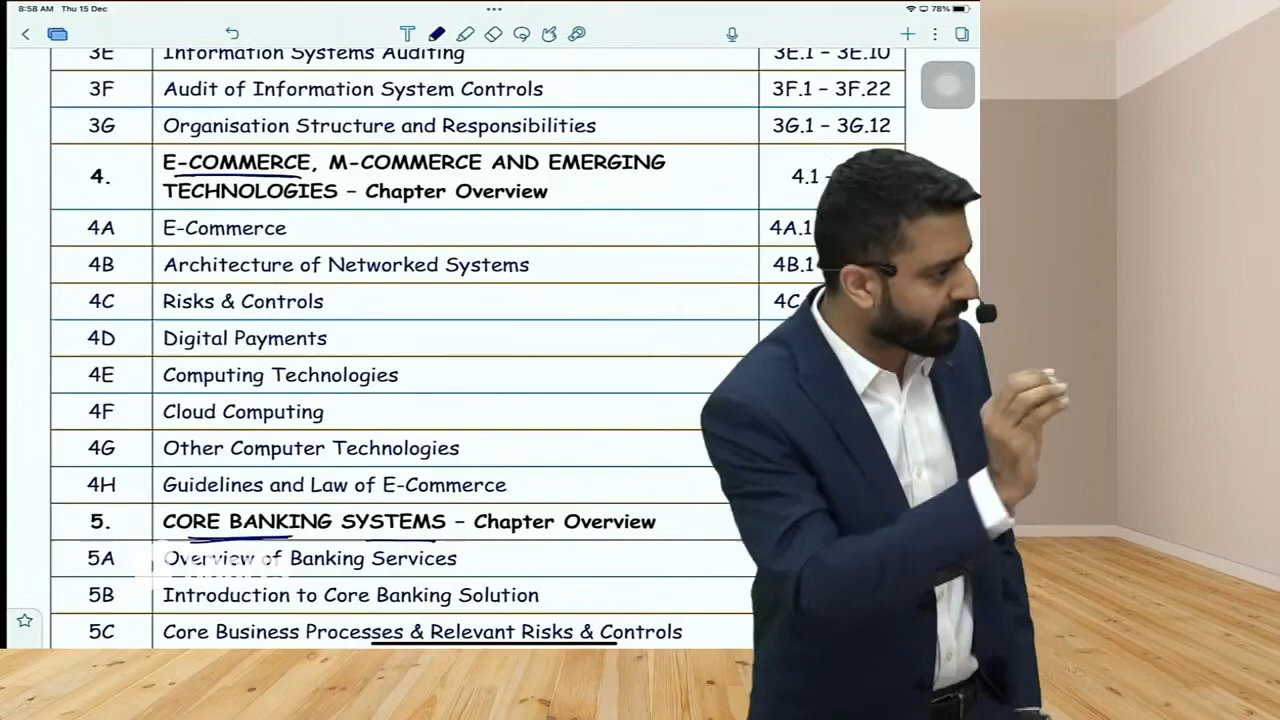 8:58 AM Thu 15 Dec
78%
3E Information Systems Auditing 3E.1 – 3E.10
3F Audit of Information System Controls 3F.1 – 3F.22
3G Organisation Structure and Responsibilities 3G.1 – 3G.12
4. E-COMMERCE, M-COMMERCE AND EMERGING TECHNOLOGIES – Chapter Overview 4.1 –
4A E-Commerce 4A.1
4B Architecture of Networked Systems 4B.1
4C Risks & Controls 4C
4D Digital Payments
4E Computing Technologies
4F Cloud Computing
4G Other Computer Technologies
4H Guidelines and Law of E-Commerce
5. CORE BANKING SYSTEMS – Chapter Overview
5A Overview of Banking Services
5B Introduction to Core Banking Solution
5C Core Business Processes & Relevant Risks & Controls